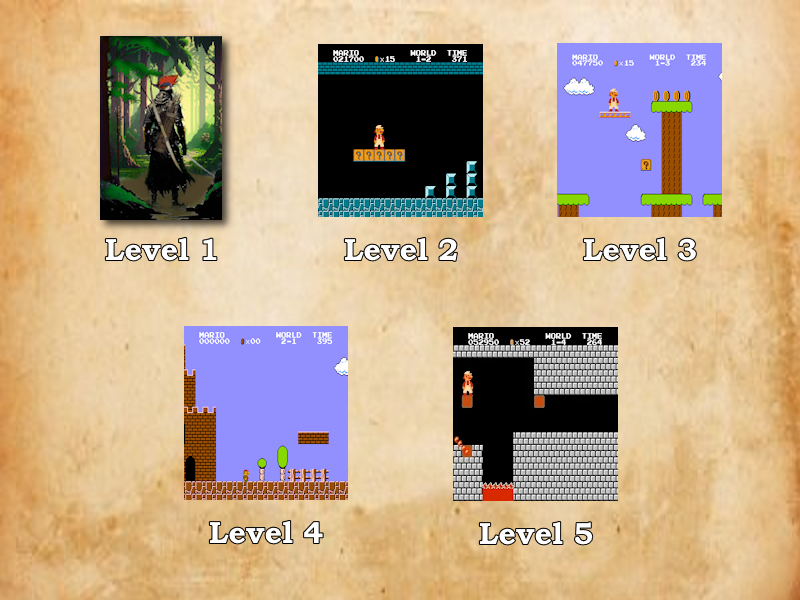 MARIO WORLD TIME
021700 x15 1-2 371
MARIO WORLD TIME
047750 x15 1-3 234
? ? ? ? ?
?
Level 1
Level 2
Level 3
MARIO WORLD TIME
000000 x00 2-1 395
MARIO WORLD TIME
052950 x52 1-4 264
Level 4
Level 5